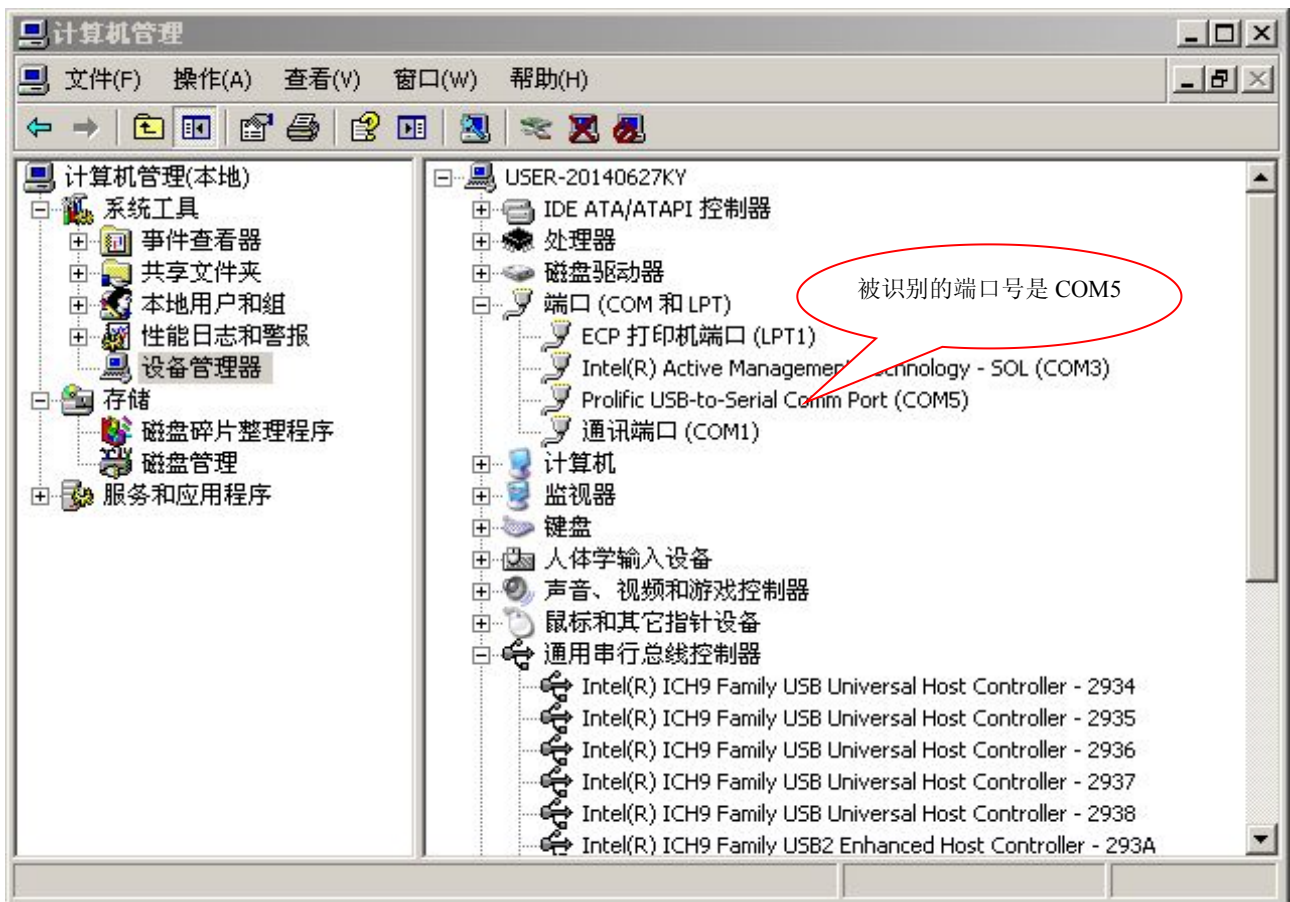 计算机管理
文件(F) 操作(A) 查看(V) 窗口(W) 帮助(H)
计算机管理(本地)
系统工具
事件查看器
共享文件夹
本地用户和组
性能日志和警报
设备管理器
存储
磁盘碎片整理程序
磁盘管理
服务和应用程序
USER-20140627KY
IDE ATA/ATAPI 控制器
处理器
磁盘驱动器
端口 (COM 和 LPT)
ECP 打印机端口 (LPT1)
Intel(R) Active Management Technology - SOL (COM3)
Prolific USB-to-Serial Comm Port (COM5)
通讯端口 (COM1)
计算机
监视器
键盘
人体学输入设备
声音、视频和游戏控制器
鼠标和其它指针设备
通用串行总线控制器
Intel(R) ICH9 Family USB Universal Host Controller - 2934
Intel(R) ICH9 Family USB Universal Host Controller - 2935
Intel(R) ICH9 Family USB Universal Host Controller - 2936
Intel(R) ICH9 Family USB Universal Host Controller - 2937
Intel(R) ICH9 Family USB Universal Host Controller - 2938
Intel(R) ICH9 Family USB2 Enhanced Host Controller - 293A
被识别的端口号是 COM5